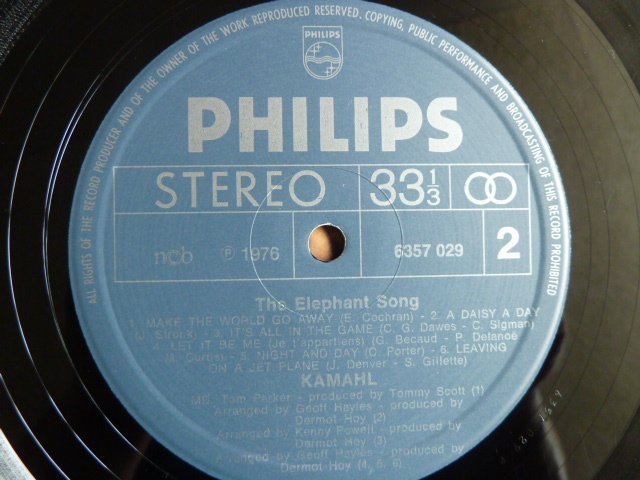 ALL RIGHTS OF THE RECORD PRODUCER AND OF THE OWNER OF THE WORK REPRODUCED RESERVED. COPYING, PUBLIC PERFORMANCE AND BROADCASTING OF THIS RECORD PROHIBITED
PHILIPS
PHILIPS
STEREO 33 1/3
ncb ℗ 1976 6357 029 2
The Elephant Song
MAKE THE WORLD GO AWAY (E. Cochran) - 2. A DAISY A DAY
(J. Strunk) - 3. IT'S ALL IN THE GAME (C. G. Dawes - C. Sigman)
4. LET IT BE ME (Je t'appartiens) (G. Becaud - P. Delanoë
M. Curtis) - 5. NIGHT AND DAY (C. Porter) - 6. LEAVING
ON A JET PLANE (J. Denver - S. Gillette)
KAMAHL
MD: Tom Parker - produced by Tommy Scott (1)
Arranged by Geoff Hayles - produced by
Dermot Hoy (2)
Arranged by Kenny Powell - produced by
Dermot Hoy (3)
Arranged by Geoff Hayles - produced by
Dermot Hoy (4, 5, 6)